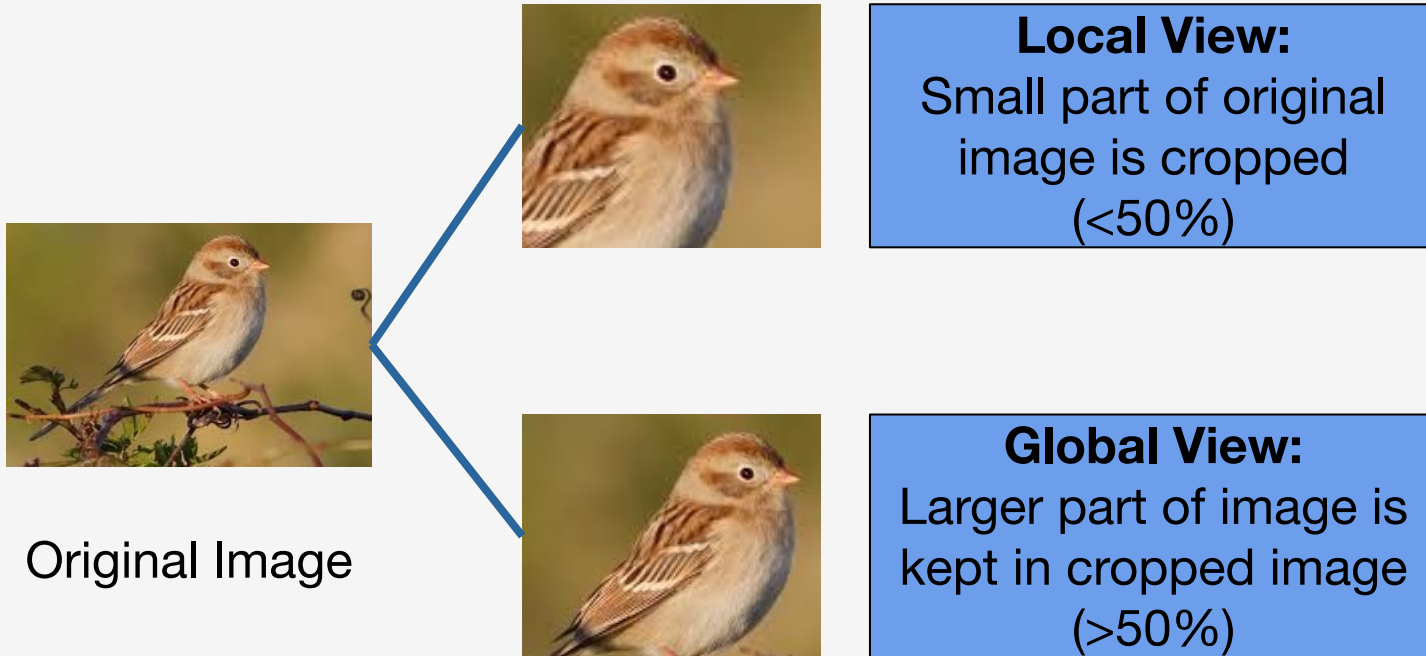 Local View:
Small part of original
image is cropped
(<50%)
Original Image
Global View:
Larger part of image is
kept in cropped image
(>50%)